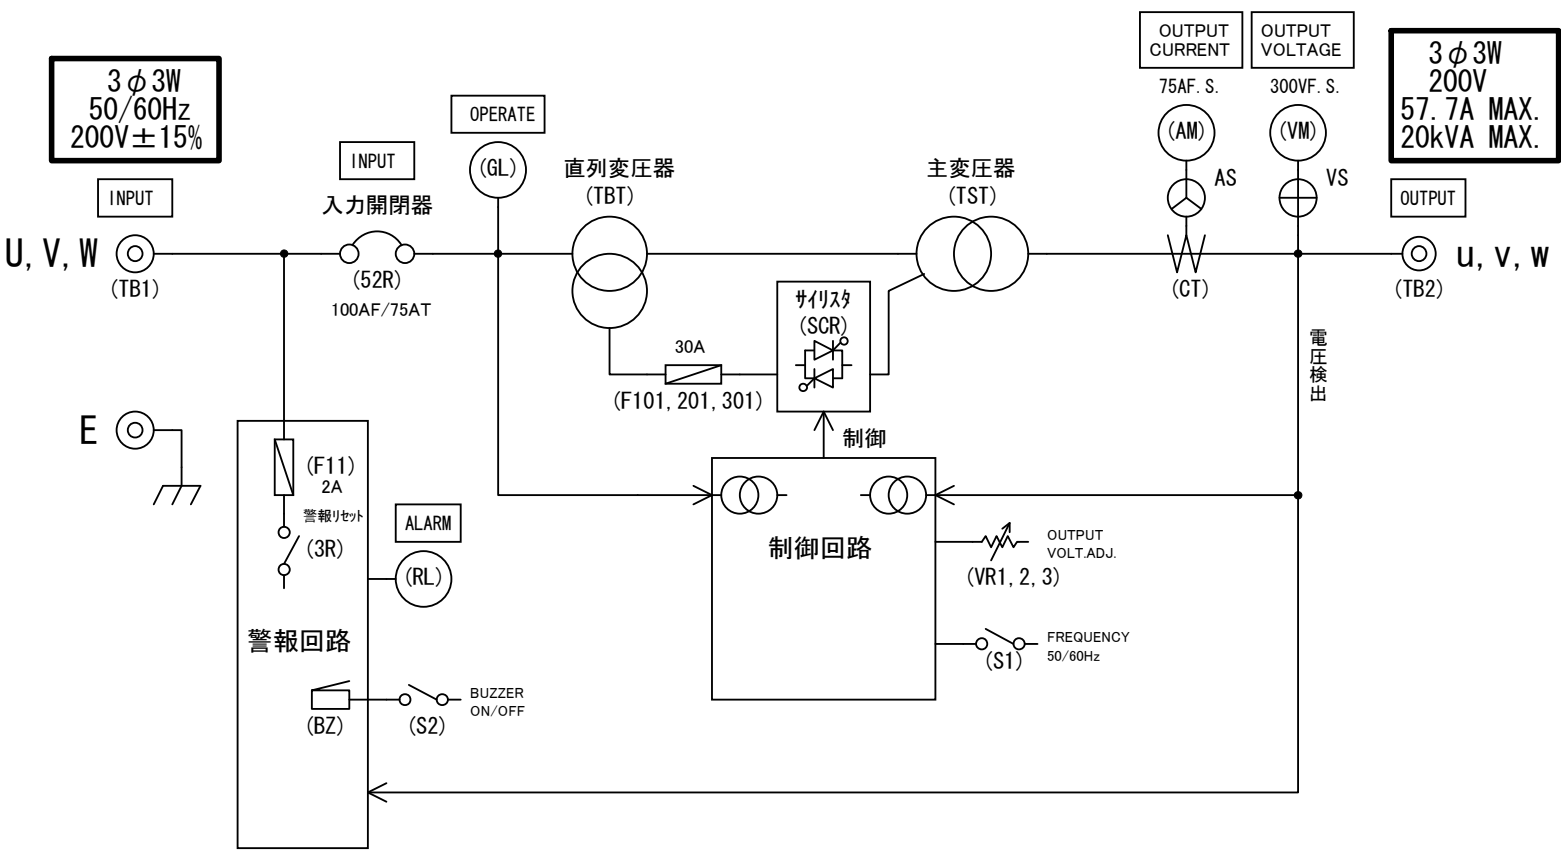 3φ3W
50/60Hz
200V±15%
INPUT
U, V, W
(TB1)
E
INPUT
入力開閉器
(52R)
100AF/75AT
OPERATE
(GL)
直列変圧器
(TBT)
主変圧器
(TST)
30A
(F101, 201, 301)
サイリスタ
(SCR)
制御
OUTPUT
CURRENT
75AF. S.
(AM)
AS
(CT)
OUTPUT
VOLTAGE
300VF. S.
(VM)
VS
3φ3W
200V
57. 7A MAX.
20kVA MAX.
OUTPUT
u, v, w
(TB2)
電圧検出
(F11)
2A
警報リセット
(3R)
ALARM
(RL)
警報回路
(BZ)
(S2)
BUZZER
ON/OFF
制御回路
OUTPUT
VOLT.ADJ.
(VR1, 2, 3)
(S1)
FREQUENCY
50/60Hz